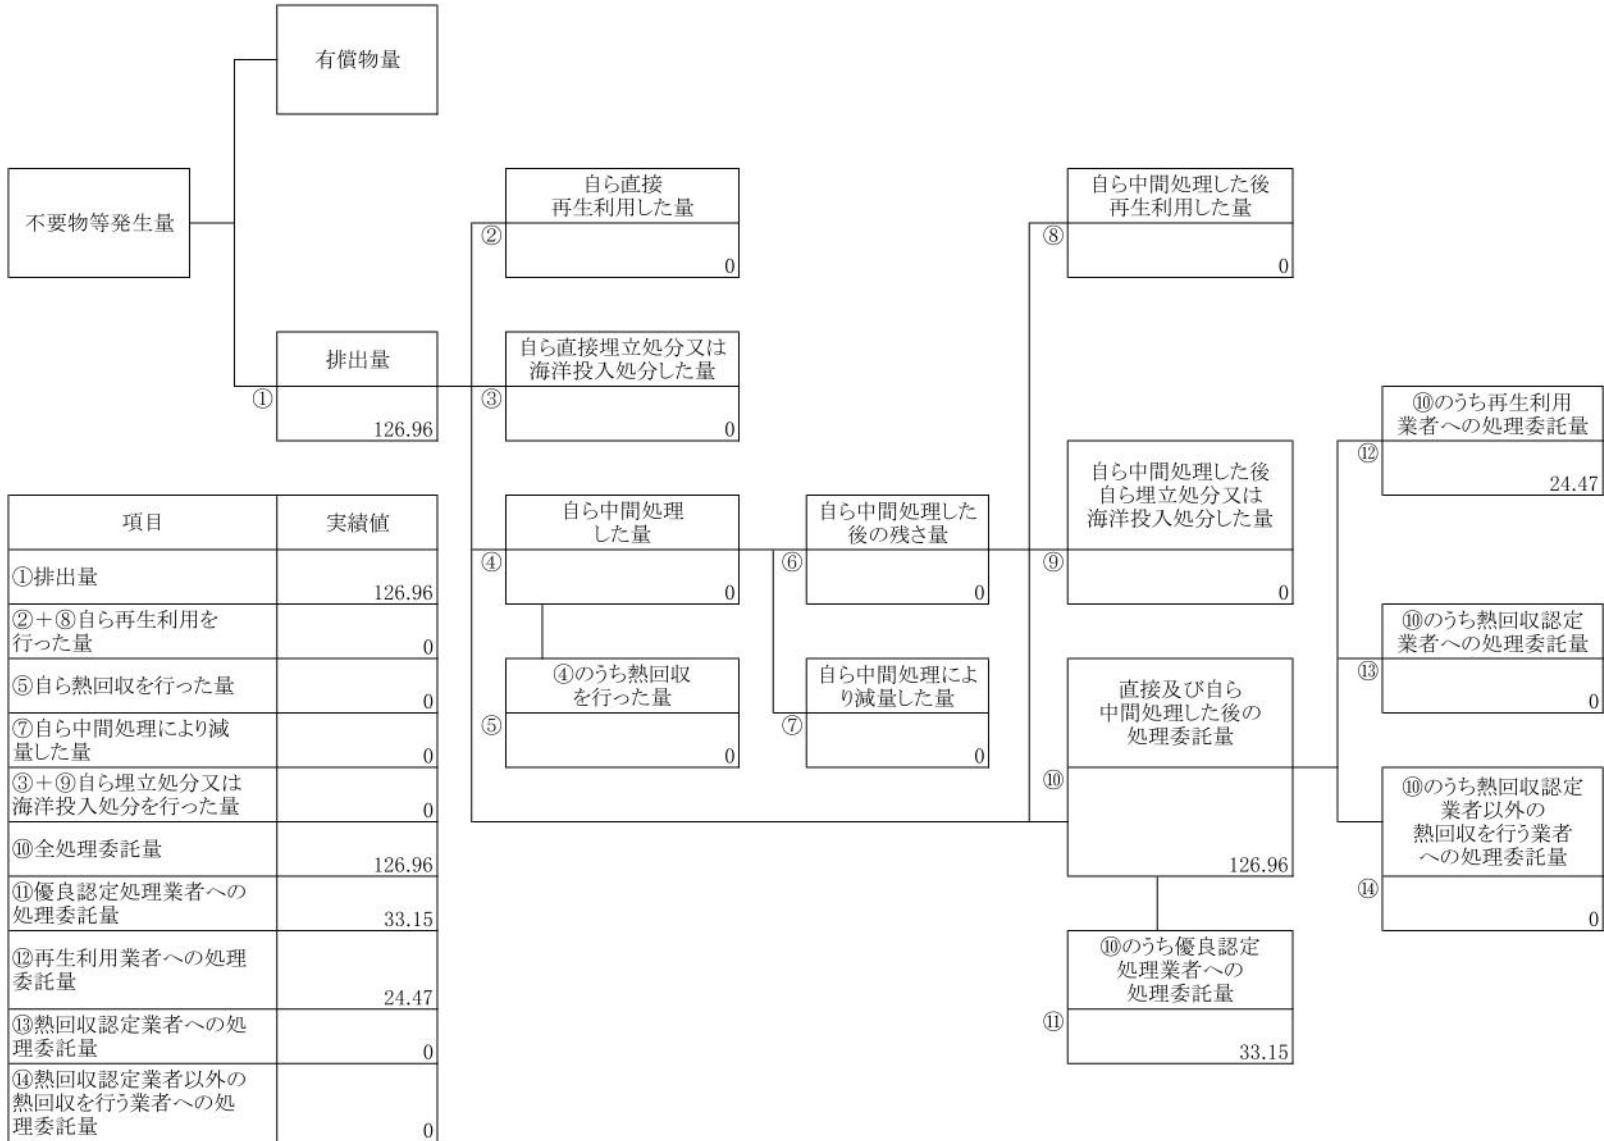 有償物量
不要物等発生量
排出量
①
126.96
自ら直接
再生利用した量
②
0
自ら直接埋立処分又は
海洋投入処分した量
③
0
自ら中間処理
した量
④
0
④のうち熱回収
を行った量
⑤
0
自ら中間処理した
後の残さ量
⑥
0
自ら中間処理によ
り減量した量
⑦
0
自ら中間処理した後
再生利用した量
⑧
0
自ら中間処理した後
自ら埋立処分又は
海洋投入処分した量
⑨
0
直接及び自ら
中間処理した後の
処理委託量
⑩
126.96
⑩のうち優良認定
処理業者への
処理委託量
⑪
33.15
⑩のうち再生利用
業者への処理委託量
⑫
24.47
⑩のうち熱回収認定
業者への処理委託量
⑬
0
⑩のうち熱回収認定
業者以外の
熱回収を行う業者
への処理委託量
⑭
0
項目 実績値
①排出量
126.96
②+⑧自ら再生利用を
行った量
0
⑤自ら熱回収を行った量
0
⑦自ら中間処理により減
量した量
0
③+⑨自ら埋立処分又は
海洋投入処分を行った量
0
⑩全処理委託量
126.96
⑪優良認定処理業者への
処理委託量
33.15
⑫再生利用業者への処理
委託量
24.47
⑬熱回収認定業者への処
理委託量
0
⑭熱回収認定業者以外の
熱回収を行う業者への処
理委託量
0